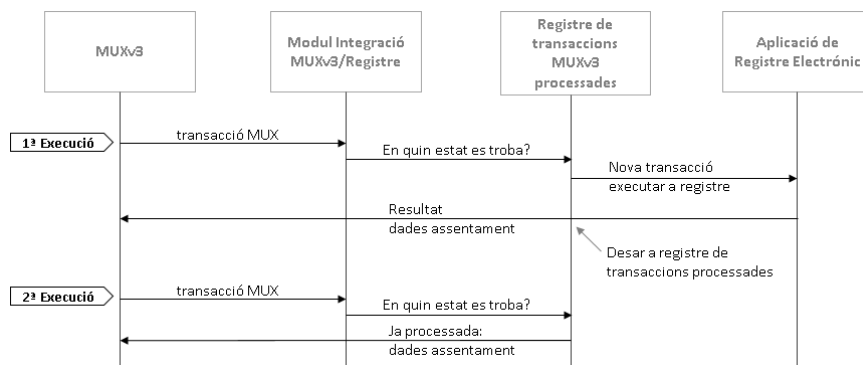 MUXv3
Modul Integració
MUXv3/Registre
Registre de
transaccions
MUXv3
processades
Aplicació de
Registre Electrónic
1ª Execució
transacció MUX
En quin estat es troba?
Nova transacció
executar a registre
Resultat
dades assentament
Desar a registre de
transaccions processades
2ª Execució
transacció MUX
En quin estat es troba?
Ja processada:
dades assentament